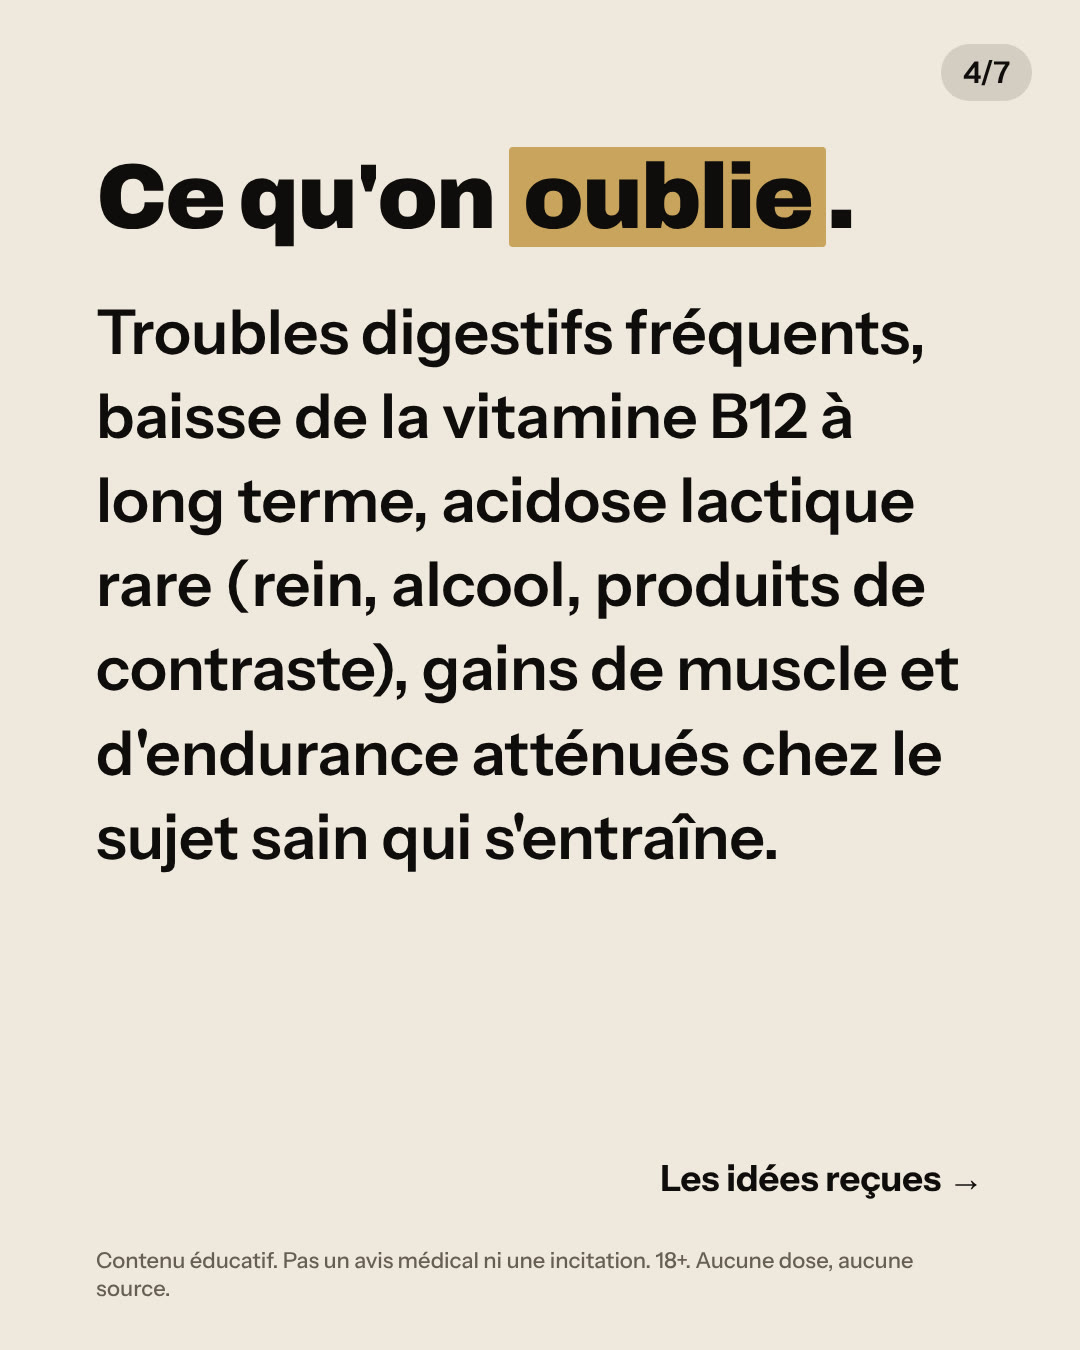 4/7
Ce qu'on oublie.
Troubles digestifs fréquents,
baisse de la vitamine B12 à
long terme, acidose lactique
rare (rein, alcool, produits de
contraste), gains de muscle et
d'endurance atténués chez le
sujet sain qui s'entraîne.
Les idées reçues →
Contenu éducatif. Pas un avis médical ni une incitation. 18+. Aucune dose, aucune
source.